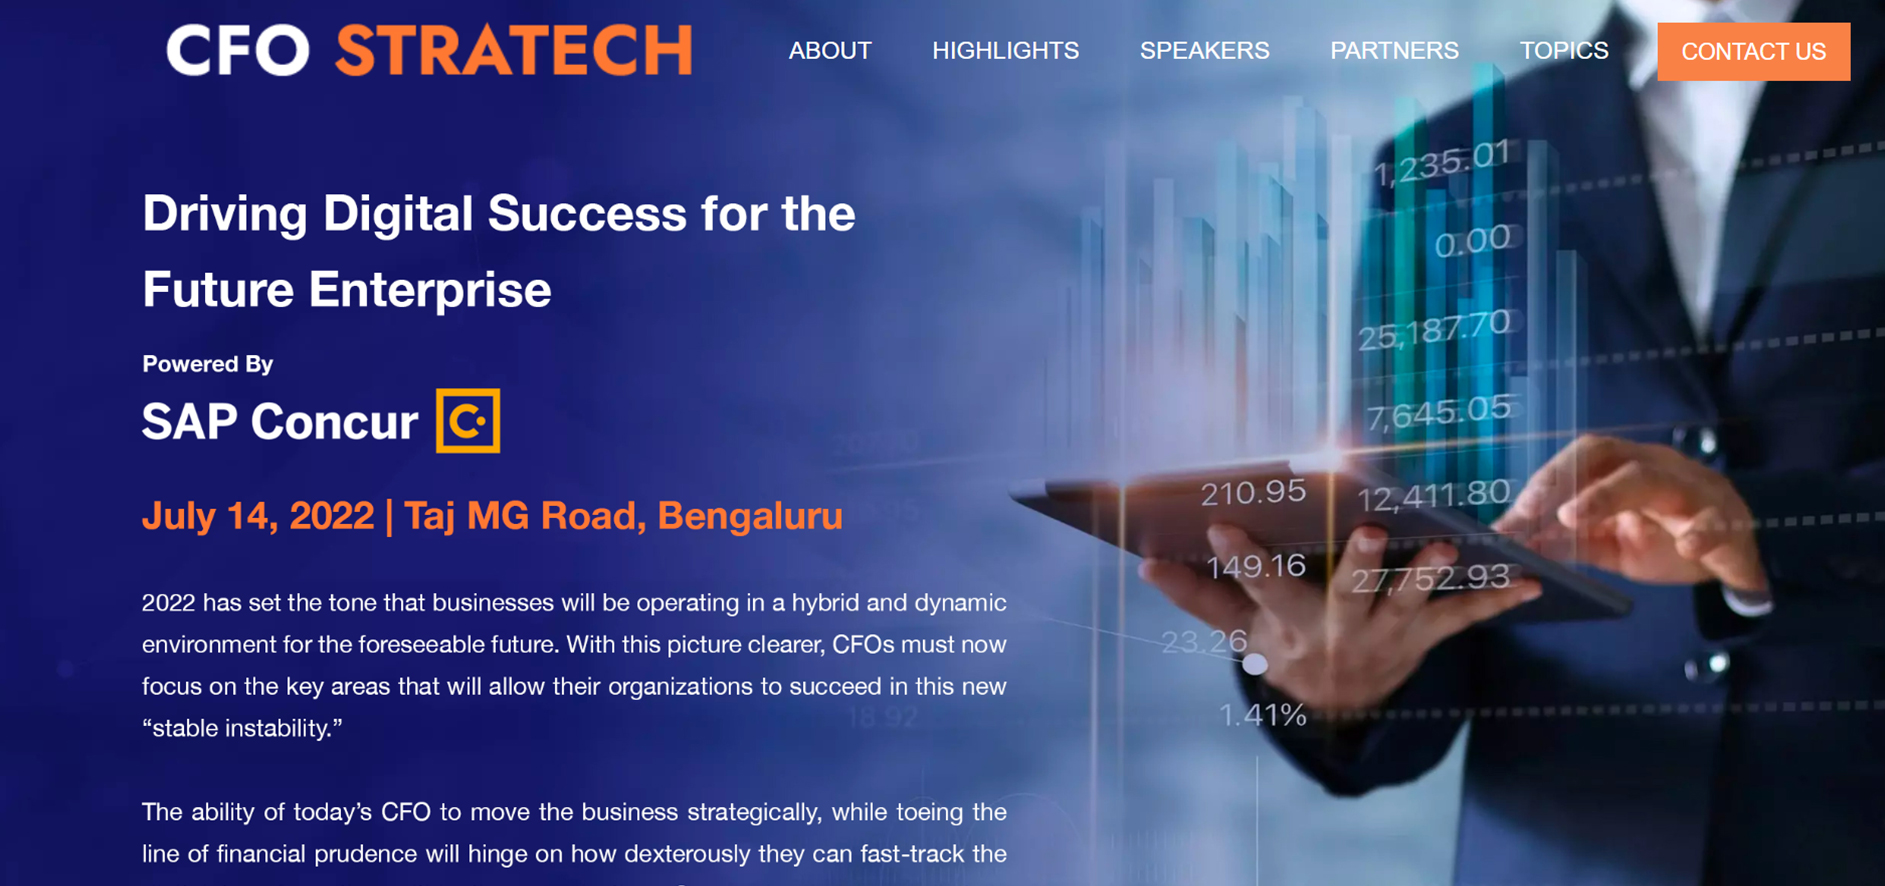 CFO STRATECH
ABOUT
HIGHLIGHTS
SPEAKERS
PARTNERS
TOPICS
CONTACT US
Driving Digital Success for the
Future Enterprise
Powered By
SAP Concur C
July 14, 2022 | Taj MG Road, Bengaluru
2022 has set the tone that businesses will be operating in a hybrid and dynamic
environment for the foreseeable future. With this picture clearer, CFOs must now
focus on the key areas that will allow their organizations to succeed in this new
“stable instability.”
The ability of today’s CFO to move the business strategically, while toeing the
line of financial prudence will hinge on how dexterously they can fast-track the
1,235.01
0.00
25,187.70
7,645.05
210.95 12,411.80
149.16 27,752.93
23.26
1.41%
18.92